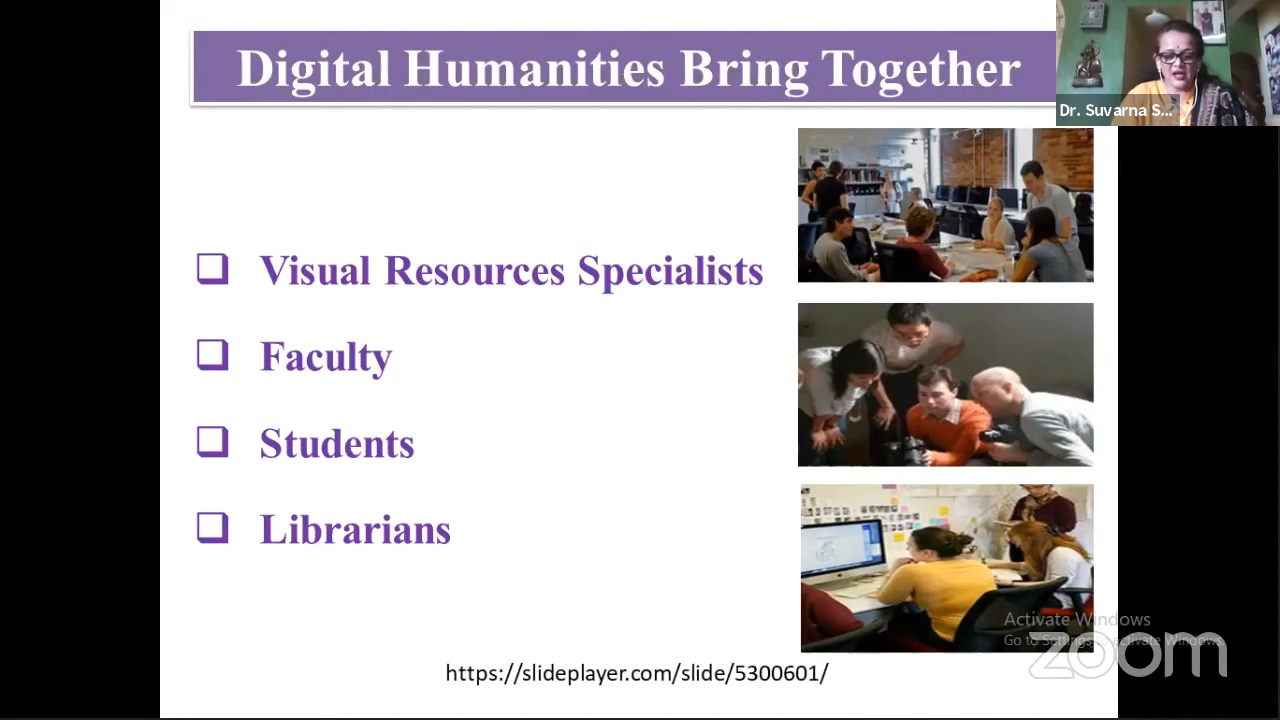 Digital Humanities Bring Together
Dr. Suvarna S...
Visual Resources Specialists
Faculty
Students
Librarians
Activate Windows
Go to Settings to activate Windows.
zoom
https://slideplayer.com/slide/5300601/